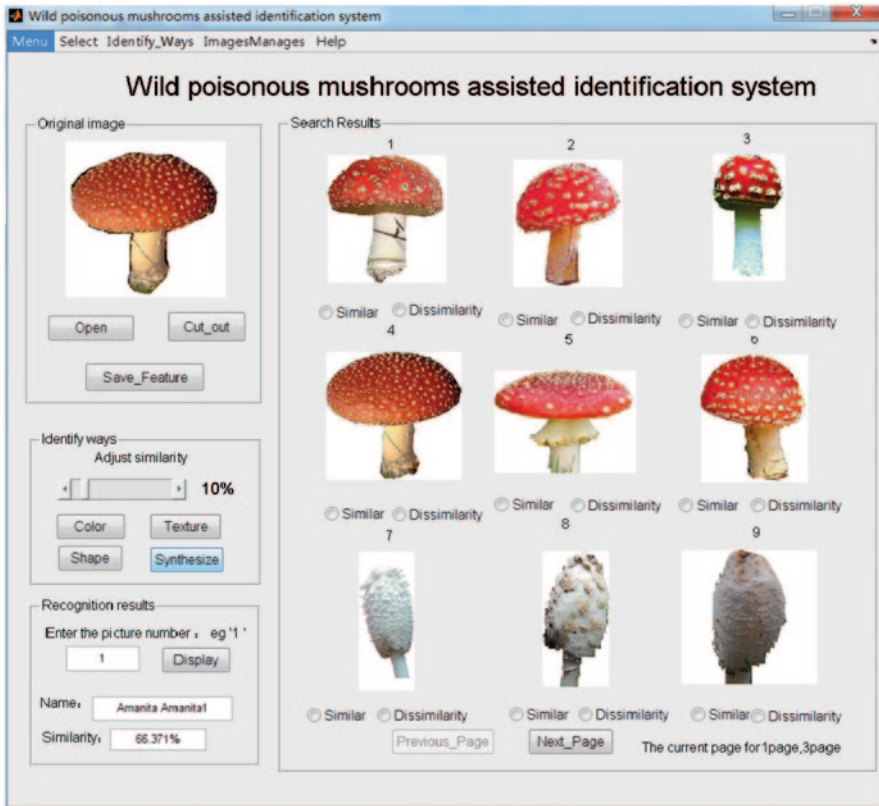 Wild poisonous mushrooms assisted identification system
Menu Select Identify_Ways ImagesManages Help
Wild poisonous mushrooms assisted identification system
Original image
Open Cut_out
Save_Feature
Identify ways
Adjust similarity
10%
Color Texture
Shape Synthesize
Recognition results
Enter the picture number : eg '1 '
1 Display
Name: Amanita Amanita1
Similarity: 66.371%
Search Results
1 2 3
Similar Dissimilarity Similar Dissimilarity Similar Dissimilarity
4 5 6
Similar Dissimilarity Similar Dissimilarity Similar Dissimilarity
7 8 9
Similar Dissimilarity Similar Dissimilarity Similar Dissimilarity
Previous_Page Next_Page The current page for1page,3page